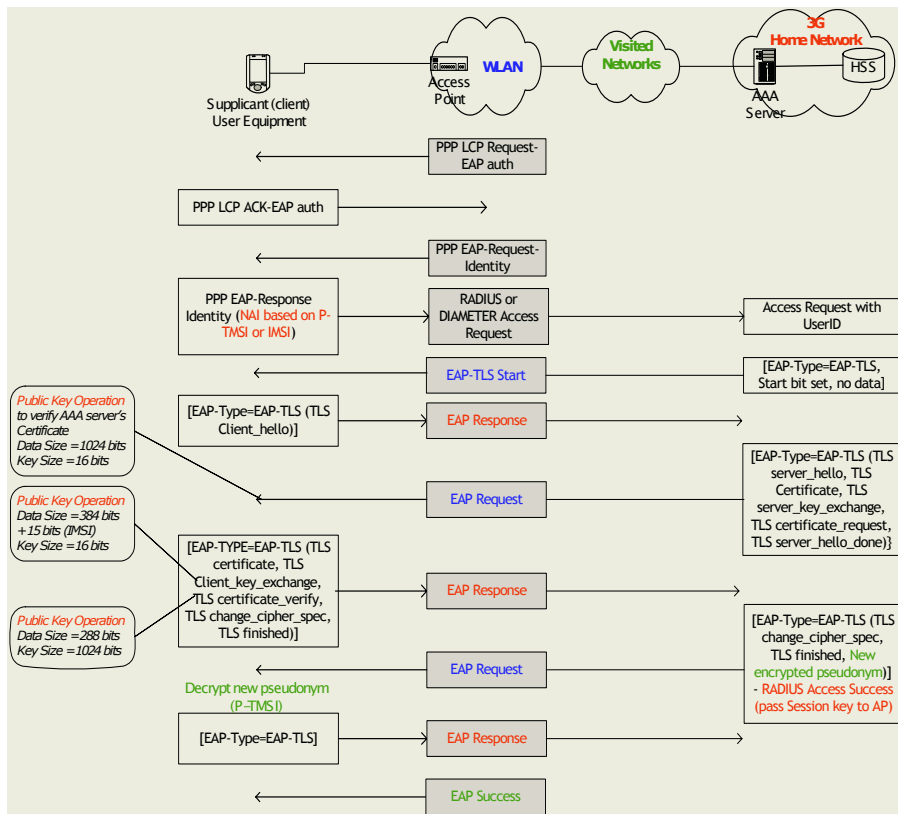 3G
Home Network
Visited
Networks
WLAN
HSS
Access
Point
AAA
Server
Supplicant (client)
User Equipment
PPP LCP Request-
EAP auth
PPP LCP ACK-EAP auth
PPP EAP-Request-
Identity
PPP EAP-Response
Identity (NAI based on P-
TMSI or IMSI)
RADIUS or
DIAMETER Access
Request
Access Request with
UserID
EAP-TLS Start
[EAP-Type=EAP-TLS,
Start bit set, no data]
Public Key Operation
to verify AAA server's
Certificate
Data Size =1024 bits
Key Size =16 bits
[EAP-Type=EAP-TLS (TLS
Client_hello)]
EAP Response
[EAP-Type=EAP-TLS (TLS
server_hello, TLS
Certificate, TLS
server_key_exchange,
TLS certificate_request,
TLS server_hello_done)}
EAP Request
Public Key Operation
Data Size =384 bits
+15 bits (IMSI)
Key Size =16 bits
[EAP-TYPE=EAP-TLS (TLS
certificate, TLS
Client_key_exchange,
TLS certificate_verify,
TLS change_cipher_spec,
TLS finished)]
EAP Response
Public Key Operation
Data Size =288 bits
Key Size =1024 bits
[EAP-Type=EAP-TLS (TLS
change_cipher_spec,
TLS finished, New
encrypted pseudonym)]
- RADIUS Access Success
(pass Session key to AP)
EAP Request
Decrypt new pseudonym
(P-TMSI)
[EAP-Type=EAP-TLS]
EAP Response
EAP Success